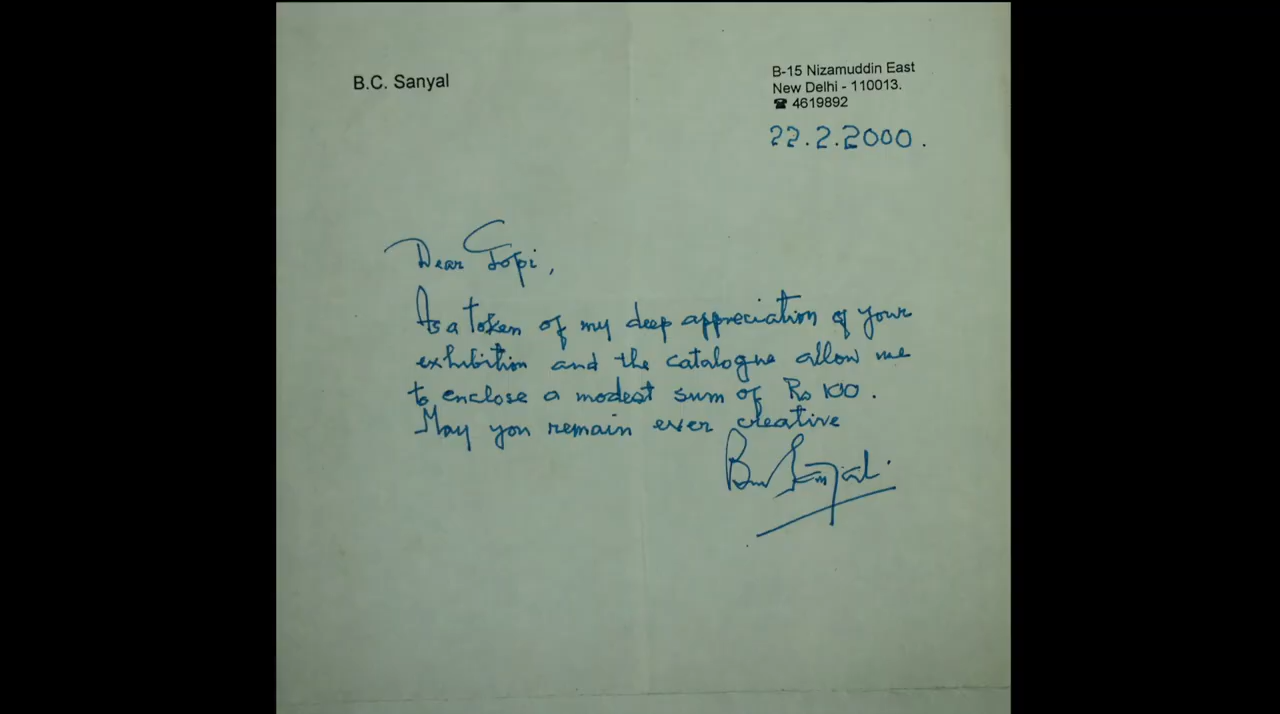 B.C. Sanyal
B-15 Nizamuddin East
New Delhi - 110013.
☎ 4619892
22.2.2000.
Dear Gopi,
As a token of my deep appreciation of your
exhibition and the catalogue allow me
to enclose a modest sum of Rs 100.
May you remain ever creative
Sanyal.